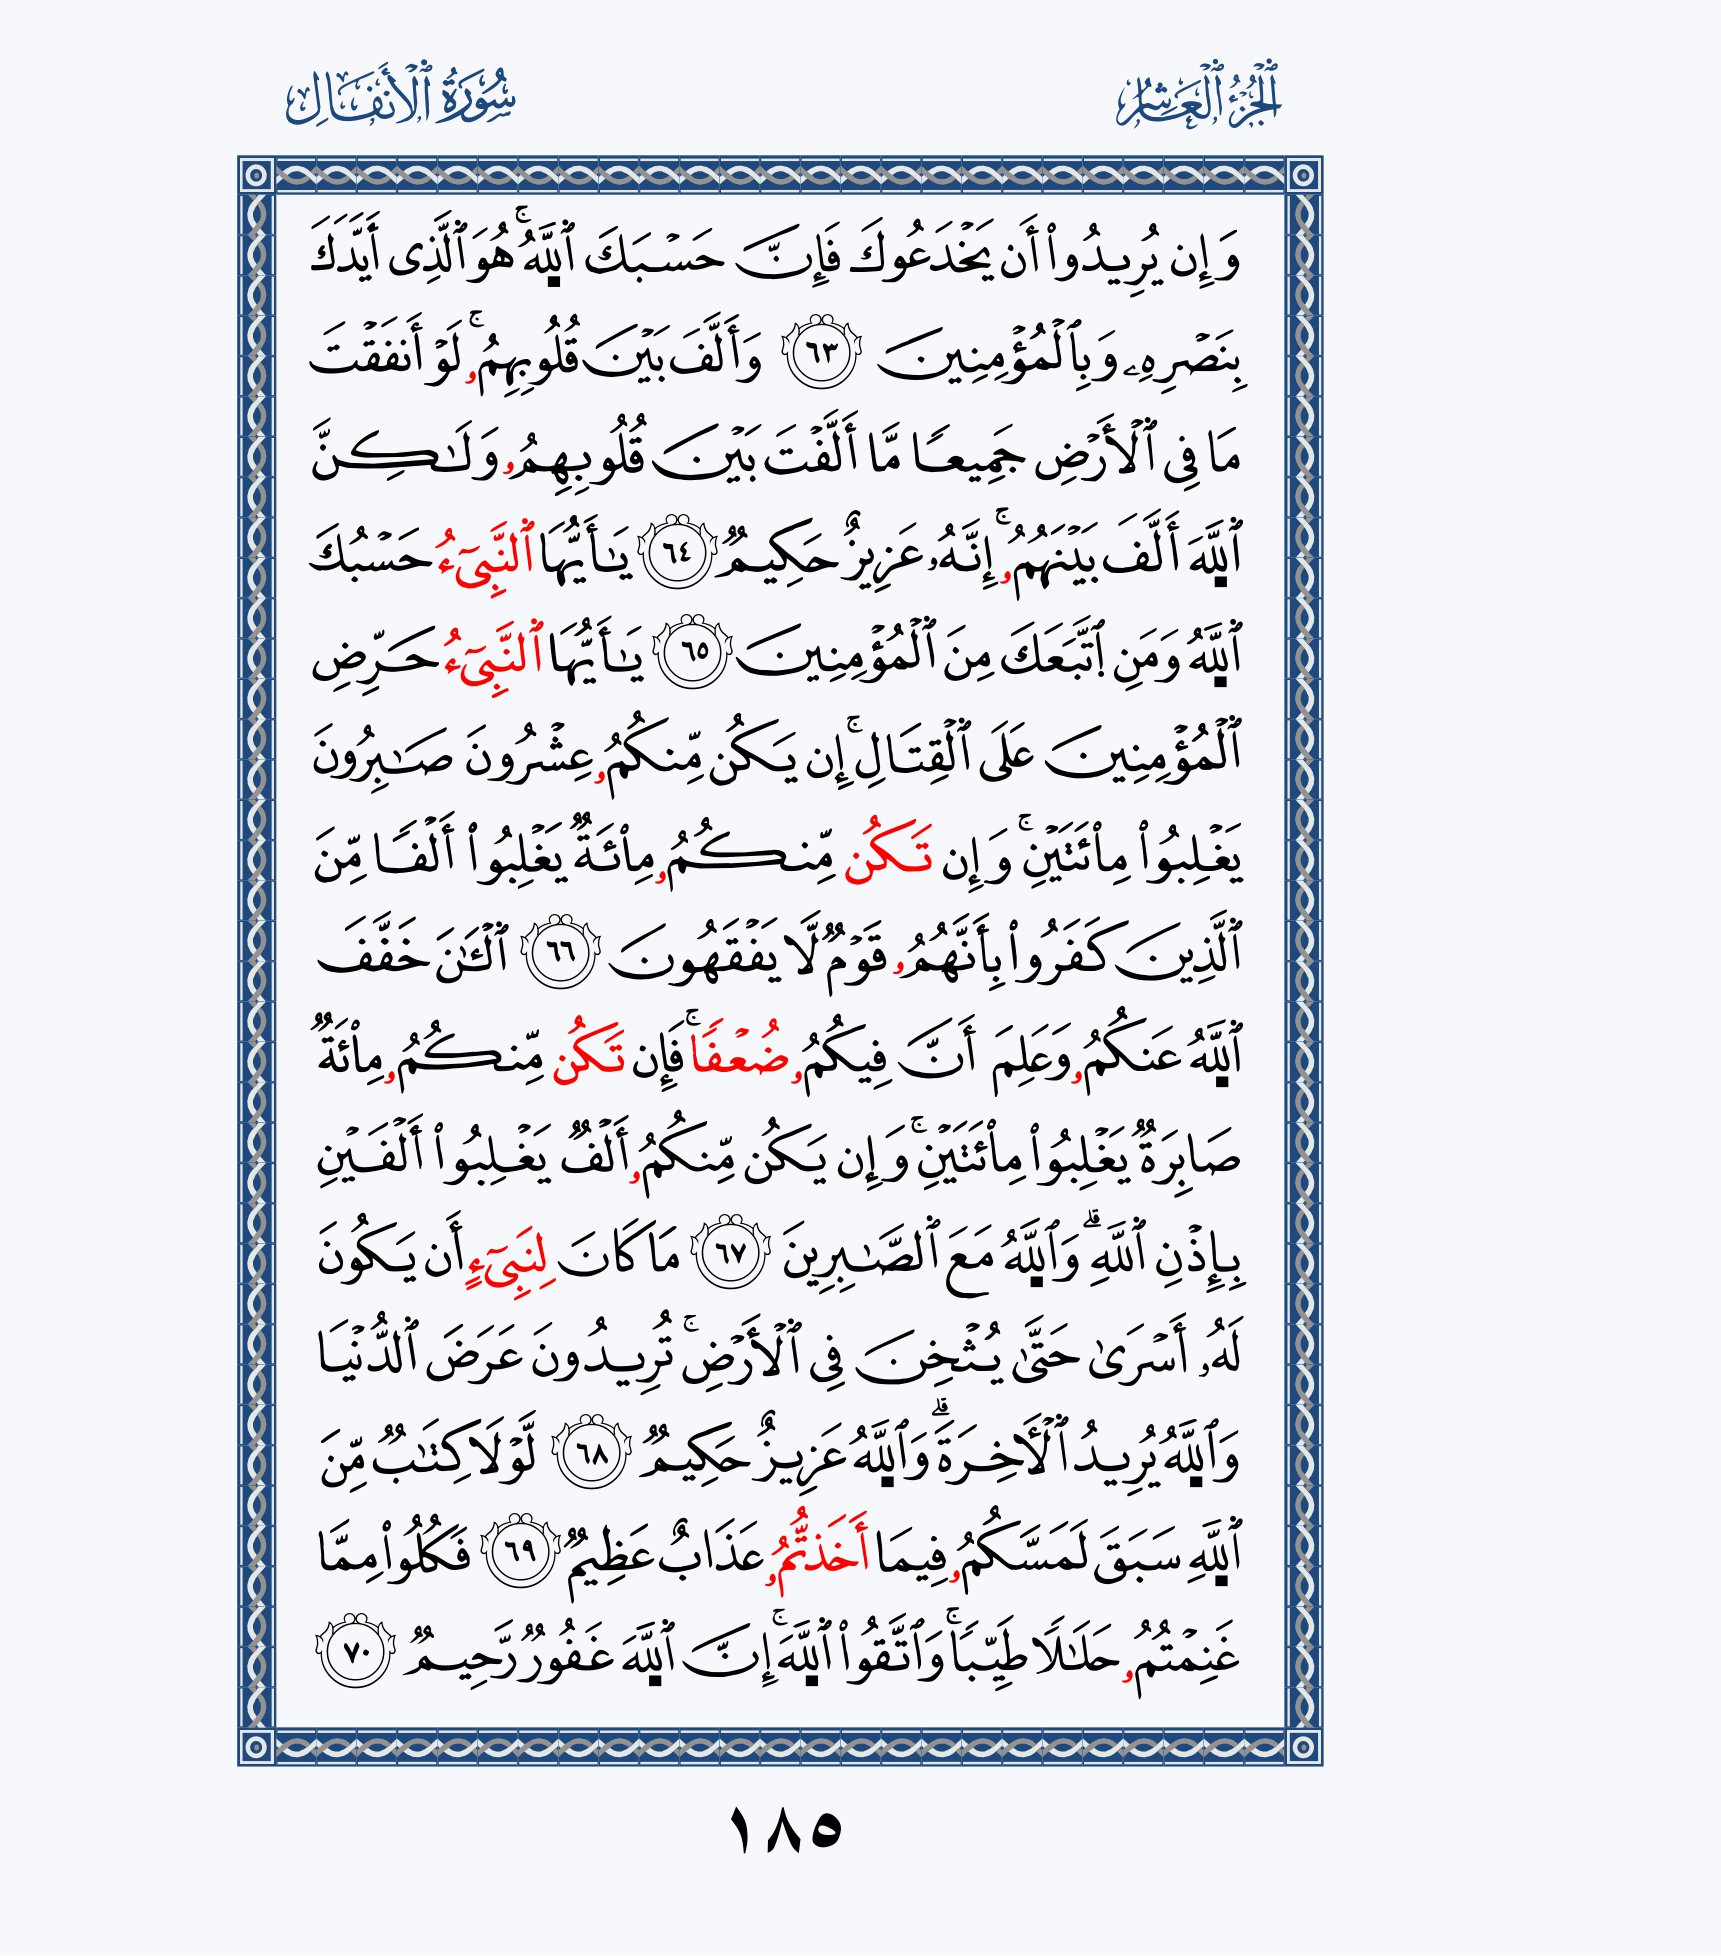 ٱلۡجُزۡءُ ٱلۡعَاشِرُ
سُورَةُ ٱلۡأَنفَالِ
وَإِن يُرِيدُوٓاْ أَن يَخۡدَعُوكَ فَإِنَّ حَسۡبَكَ ٱللَّهُۚ هُوَ ٱلَّذِى أَيَّدَكَ
بِنَصۡرِهِۦ وَبِٱلۡمُؤۡمِنِينَ ٦٣ وَأَلَّفَ بَيۡنَ قُلُوبِهِمُۥۚ لَوۡ أَنفَقۡتَ
مَا فِى ٱلۡأَرۡضِ جَمِيعًا مَّا أَلَّفۡتَ بَيۡنَ قُلُوبِهِمُۥ وَلَٰكِنَّ
ٱللَّهَ أَلَّفَ بَيۡنَهُمُۥۚ إِنَّهُۥ عَزِيزٌ حَكِيمٌ ٦٤ يَٰأَيُّهَا ٱلنَّبِىٓءُ حَسۡبُكَ
ٱللَّهُ وَمَنِ ٱتَّبَعَكَ مِنَ ٱلۡمُؤۡمِنِينَ ٦٥ يَٰأَيُّهَا ٱلنَّبِىٓءُ حَرِّضِ
ٱلۡمُؤۡمِنِينَ عَلَى ٱلۡقِتَالِۚ إِن يَكُن مِّنكُمُۥ عِشۡرُونَ صَٰبِرُونَ
يَغۡلِبُواْ مِاْئَتَيۡنِۚ وَإِن تَكُن مِّنكُمُۥ مِاْئَةٌ يَغۡلِبُواْ أَلۡفًا مِّنَ
ٱلَّذِينَ كَفَرُواْ بِأَنَّهُمُۥ قَوۡمٌ لَّا يَفۡقَهُونَ ٦٦ ٱلۡـَٰٔنَ خَفَّفَ
ٱللَّهُ عَنكُمُۥ وَعَلِمَ أَنَّ فِيكُمُۥ ضُعۡفًاۚ فَإِن تَكُن مِّنكُمُۥ مِاْئَةٌ
صَابِرَةٌ يَغۡلِبُواْ مِاْئَتَيۡنِۚ وَإِن يَكُن مِّنكُمُۥ أَلۡفٌ يَغۡلِبُواْ أَلۡفَيۡنِ
بِإِذۡنِ ٱللَّهِۗ وَٱللَّهُ مَعَ ٱلصَّٰبِرِينَ ٦٧ مَا كَانَ لِنَبِىٓءٍ أَن يَكُونَ
لَهُۥ أَسۡرَىٰ حَتَّىٰ يُثۡخِنَ فِى ٱلۡأَرۡضِۚ تُرِيدُونَ عَرَضَ ٱلدُّنۡيَا
وَٱللَّهُ يُرِيدُ ٱلۡأَخِرَةَۗ وَٱللَّهُ عَزِيزٌ حَكِيمٌ ٦٨ لَّوۡلَا كِتَٰبٌ مِّنَ
ٱللَّهِ سَبَقَ لَمَسَّكُمُۥ فِيمَا أَخَذتُّمُۥ عَذَابٌ عَظِيمٌ ٦٩ فَكُلُواْ مِمَّا
غَنِمۡتُمُۥ حَلَٰلًا طَيِّبًاۚ وَٱتَّقُواْ ٱللَّهَۚ إِنَّ ٱللَّهَ غَفُورٌ رَّحِيمٌ ٧٠
١٨٥